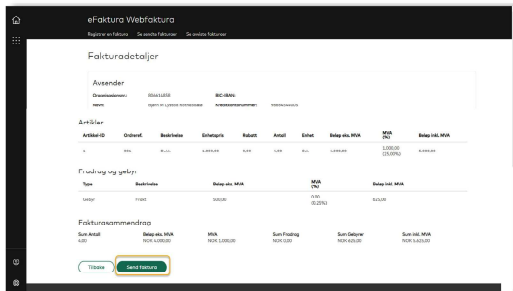 eFaktura Webfaktura
Registrer en faktura Se sendte fakturaer Se avviste fakturaer
Fakturadetaljer
Avsender
Organisasjonsnr.: BIC-IBAN:
Artikler
Artikkel-ID Ordreref. Beskrivelse Enhetspris Rabatt Antall Enhet Beløp eks. MVA MVA (%) Beløp inkl. MVA
1.000,00
(25,00%)
Type Beskrivelse Beløp eks. MVA MVA (%) Beløp inkl. MVA
Gebyr Frakt 500,00 0,00 625,00
(0,25%)
Fakturasammendrag
Sum Antall Beløp eks. MVA MVA Sum Fradrag Sum Gebyrer Sum inkl. MVA
4,00 NOK 4.000,00 NOK 1.000,00 NOK 0,00 NOK 625,00 NOK 5.625,00
Tilbake Send faktura